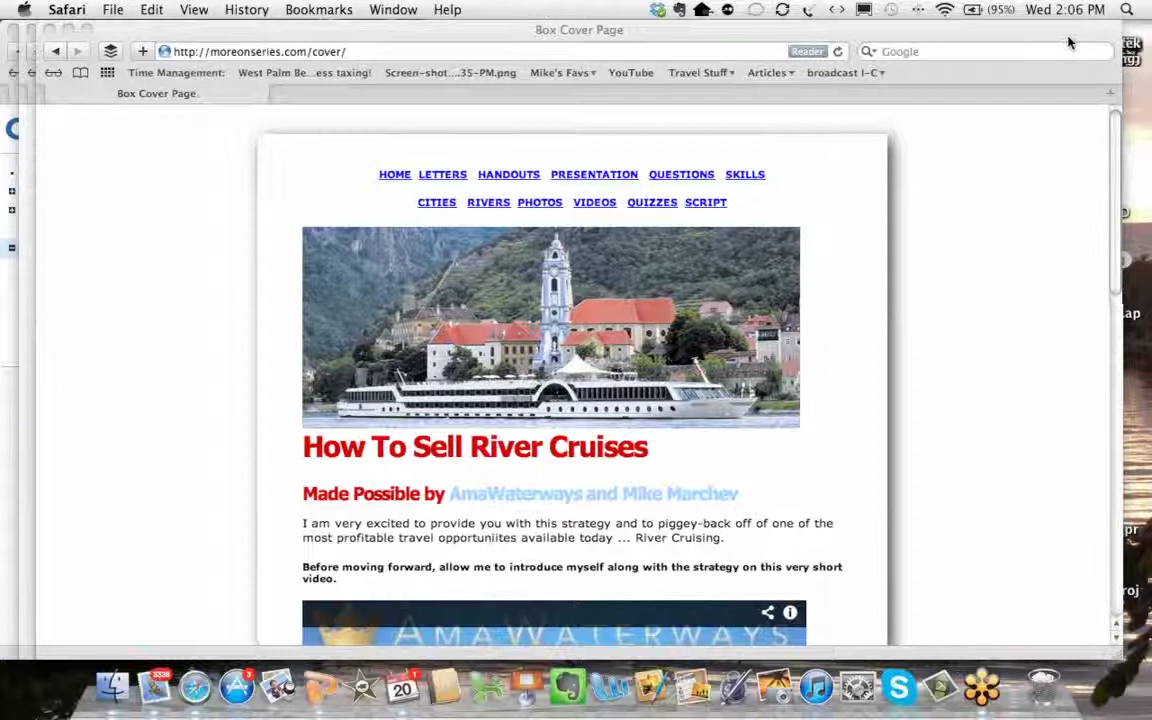 Safari File Edit View History Bookmarks Window Help (95%) Wed 2:06 PM
Box Cover Page
http://moreonseries.com/cover/ Reader Google
Time Management: West Palm Be...ess taxing! Screen-shot....35-PM.png Mike's Favs YouTube Travel Stuff Articles broadcast I-C
Box Cover Page
HOME LETTERS HANDOUTS PRESENTATION QUESTIONS SKILLS
CITIES RIVERS PHOTOS VIDEOS QUIZZES SCRIPT
How To Sell River Cruises
Made Possible by AmaWaterways and Mike Marchev
I am very excited to provide you with this strategy and to piggey-back off of one of the
most profitable travel opportuniites available today ... River Cruising.
Before moving forward, allow me to introduce myself along with the strategy on this very short
video.
AMAWATERWAYS
3336
3
1
20